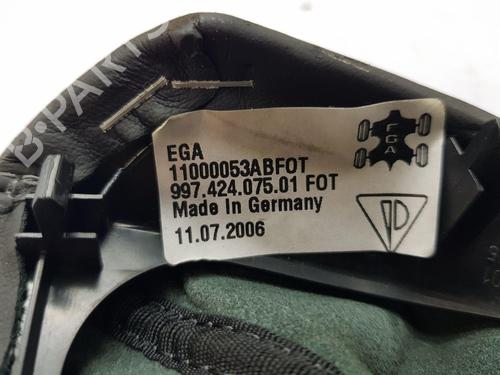 B-PARTS
EGA
11000053ABFOT
997.424.075.01 FOT
Made In Germany
11.07.2006
EGA